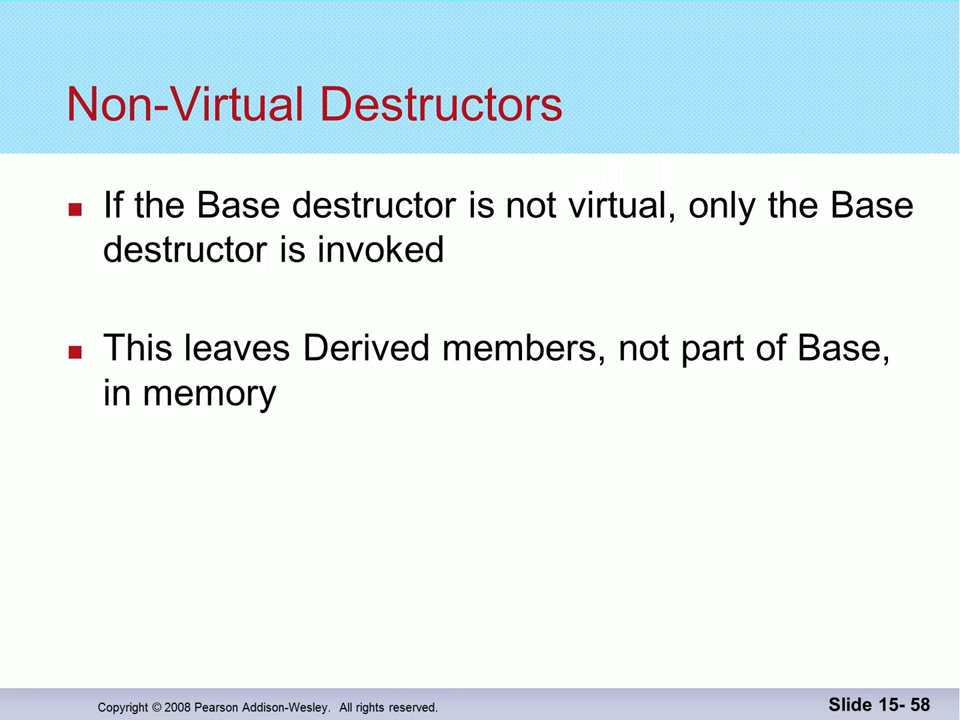 Non-Virtual Destructors
If the Base destructor is not virtual, only the Base
destructor is invoked
This leaves Derived members, not part of Base,
in memory
Copyright © 2008 Pearson Addison-Wesley. All rights reserved.
Slide 15- 58